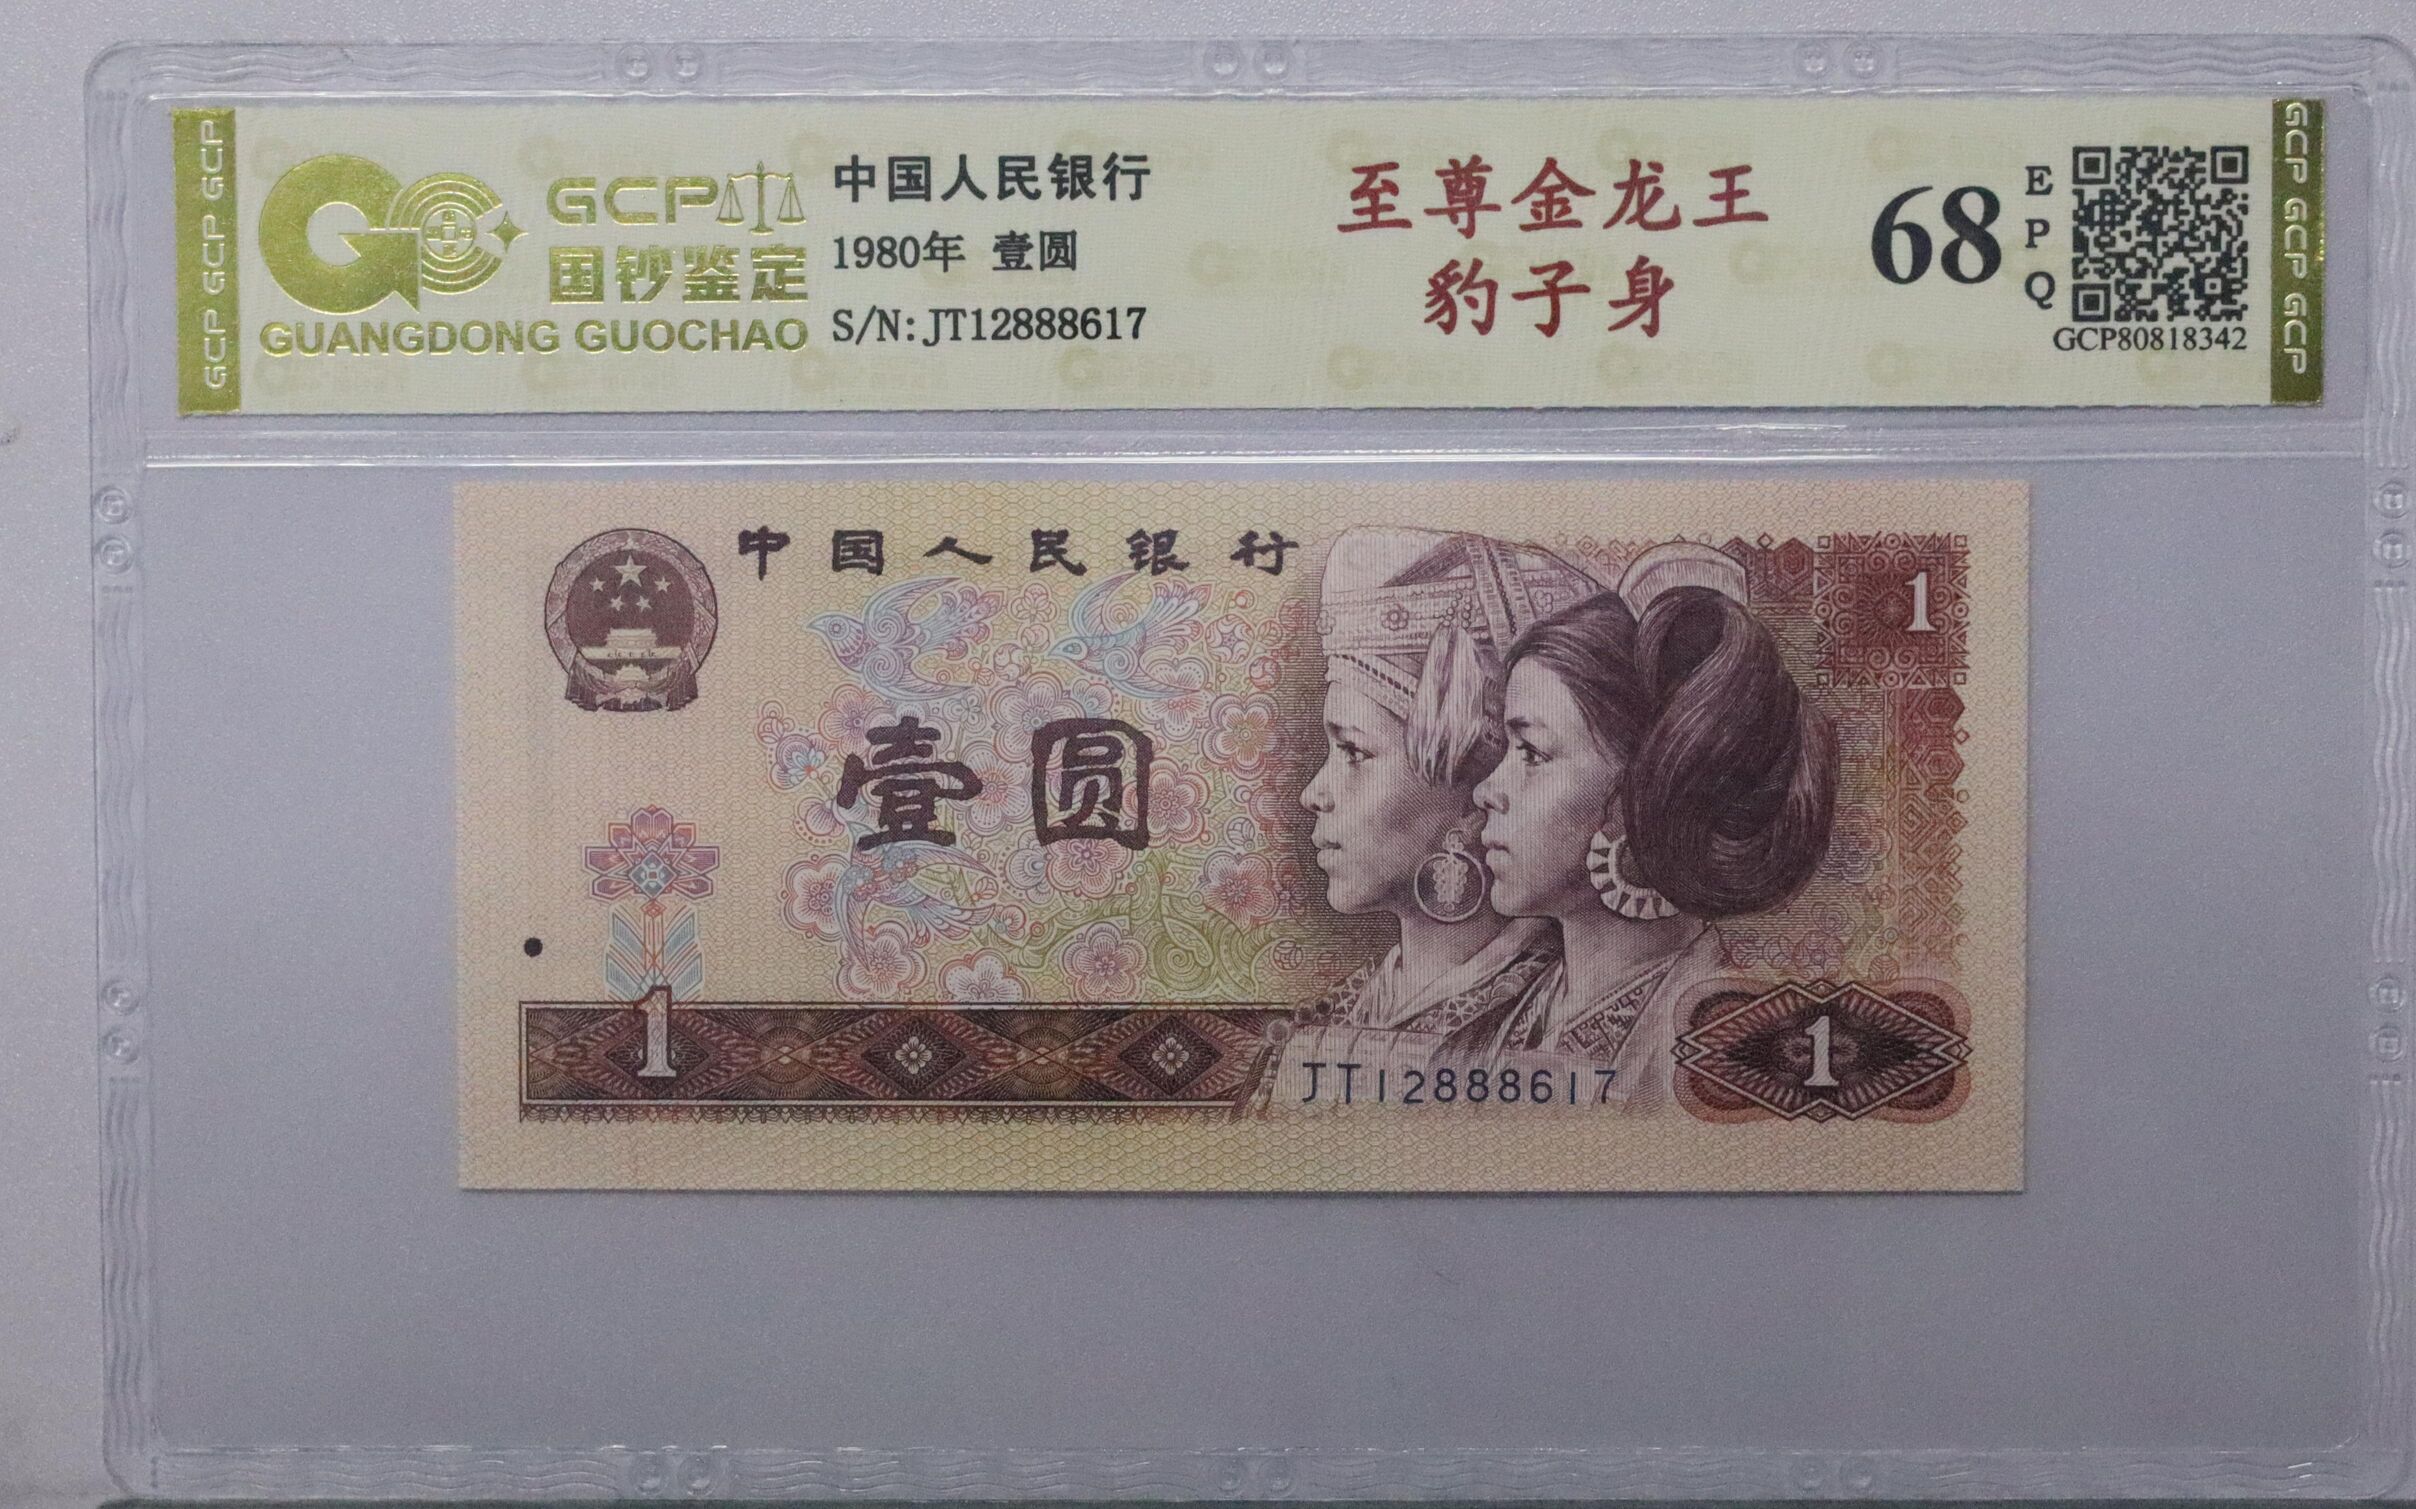 GCP GCP GCP
GCP
国钞鉴定
GUANGDONG GUOCHAO
中国人民银行
1980年 壹圆
S/N: JT12888617
至尊金龙王
豹子身
68
EPQ
GCP80818342
GCP GCP GCP
中国人民银行
1
壹圆
1
JT12888617
1